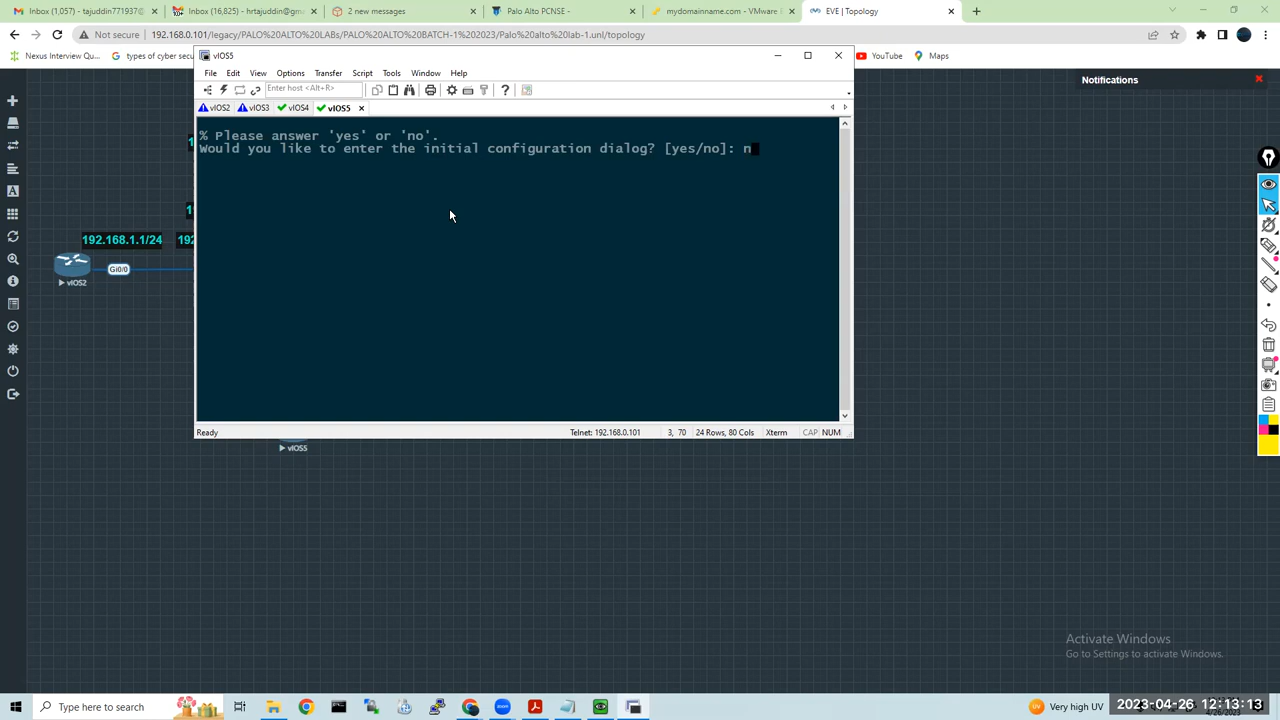 Inbox (1,057) - tajuddin771937@
Inbox (16,825) - hrtajuddin@gm
2 new messages
Palo Alto PCNSE -
mydomainname.com - VMware E
EVE | Topology
Not secure
192.168.0.101/legacy/PALO%20ALTO%20LABs/PALO%20ALTO%20BATCH-1%202023/Palo%20alto%20lab-1.unl/topology
Nexus Interview Qu...
types of cyber sec
YouTube
Maps
vIOS5
File Edit View Options Transfer Script Tools Window Help
Enter host <Alt+R>
vIOS2
vIOS3
vIOS4
vIOS5
Notifications
% Please answer 'yes' or 'no'.
Would you like to enter the initial configuration dialog? [yes/no]: n
192.168.1.1/24
192
Gi0/0
vIOS2
Ready
Telnet: 192.168.0.101
3, 70
24 Rows, 80 Cols
Xterm
CAP
NUM
vIOS5
Activate Windows
Go to Settings to activate Windows.
Type here to search
Very high UV
2023-04-26 12:13:13